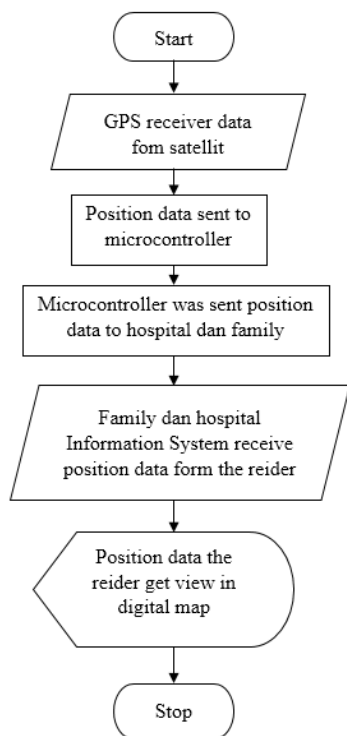 Start
GPS receiver data
fom satellit
Position data sent to
microcontroller
Microcontroller was sent position
data to hospital dan family
Family dan hospital
Information System receive
position data form the reider
Position data the
reider get view in
digital map
Stop